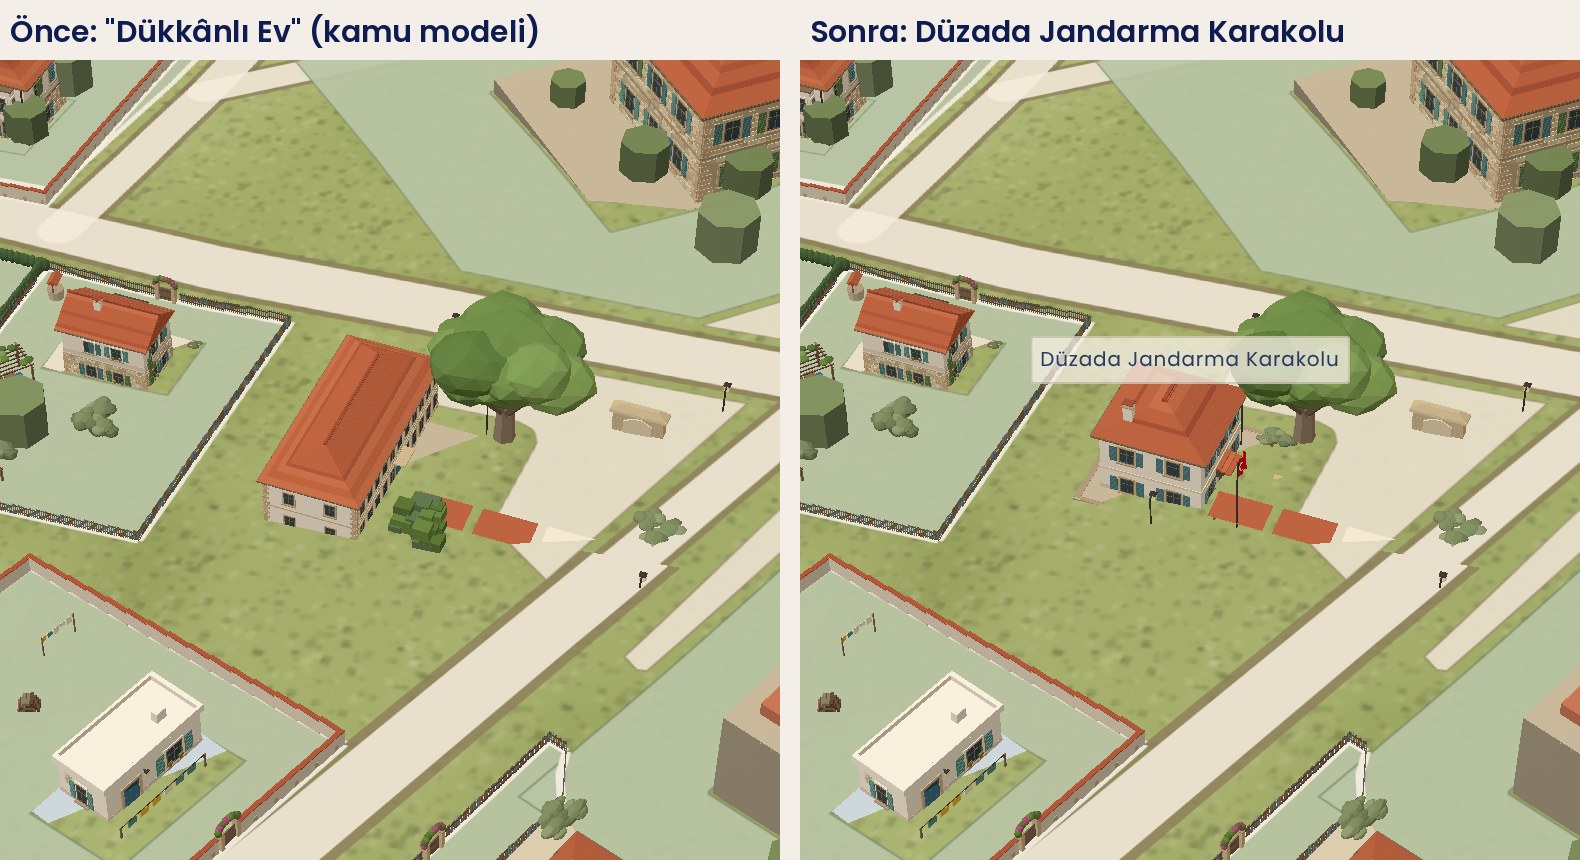 Önce: "Dükkânlı Ev" (kamu modeli)
Sonra: Düzada Jandarma Karakolu
Düzada Jandarma Karakolu